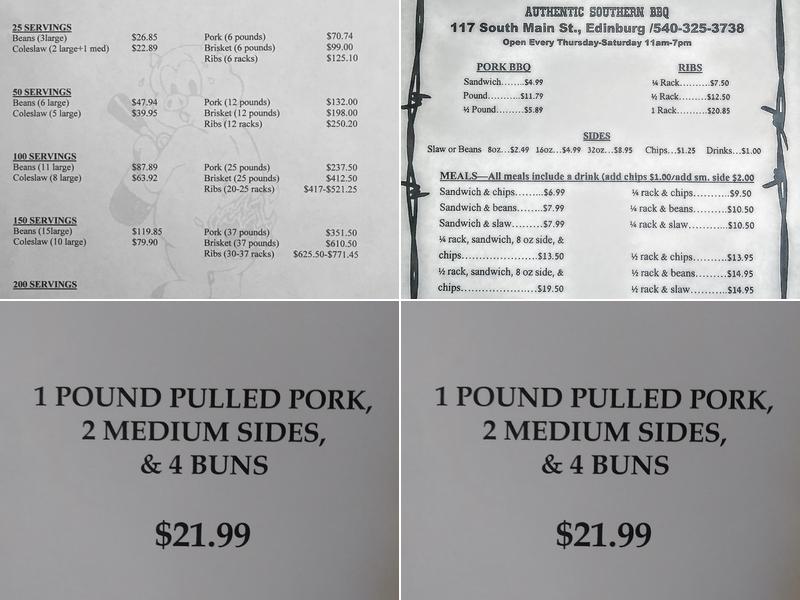 25 SERVINGS
Beans (3large) $26.85 Pork (6 pounds) $70.74
Coleslaw (2 large+1 med) $22.89 Brisket (6 pounds) $99.00
Ribs (6 racks) $125.10
50 SERVINGS
Beans (6 large) $47.94 Pork (12 pounds) $132.00
Coleslaw (5 large) $39.95 Brisket (12 pounds) $198.00
Ribs (12 racks) $250.20
100 SERVINGS
Beans (11 large) $87.89 Pork (25 pounds) $237.50
Coleslaw (8 large) $63.92 Brisket (25 pounds) $412.50
Ribs (20-25 racks) $417-$521.25
150 SERVINGS
Beans (15large) $119.85 Pork (37 pounds) $351.50
Coleslaw (10 large) $79.90 Brisket (37 pounds) $610.50
Ribs (30-37 racks) $625.50-$771.45
200 SERVINGS
AUTHENTIC SOUTHERN BBQ
117 South Main St., Edinburg /540-325-3738
Open Every Thursday-Saturday 11am-7pm
PORK BBQ RIBS
Sandwich.......$4.99 ¼ Rack..........$7.50
Pound.......$11.79 ½ Rack..........$12.50
½ Pound.......$5.89 1 Rack..........$20.85
SIDES
Slaw or Beans 8oz...$2.49 16oz...$4.99 32oz...$8.95 Chips...$1.25 Drinks...$1.00
MEALS—All meals include a drink (add chips $1.00/add sm. side $2.00
Sandwich & chips.........$6.99 ¼ rack & chips............$9.50
Sandwich & beans........$7.99 ¼ rack & beans...........$10.50
Sandwich & slaw.........$7.99 ¼ rack & slaw............$10.50
¼ rack, sandwich, 8 oz side, &
chips.......................$13.50 ½ rack & chips...........$13.95
½ rack, sandwich, 8 oz side, & ½ rack & beans...........$14.95
chips.......................$19.50 ½ rack & slaw............$14.95
1 POUND PULLED PORK,
2 MEDIUM SIDES,
& 4 BUNS
$21.99
1 POUND PULLED PORK,
2 MEDIUM SIDES,
& 4 BUNS
$21.99